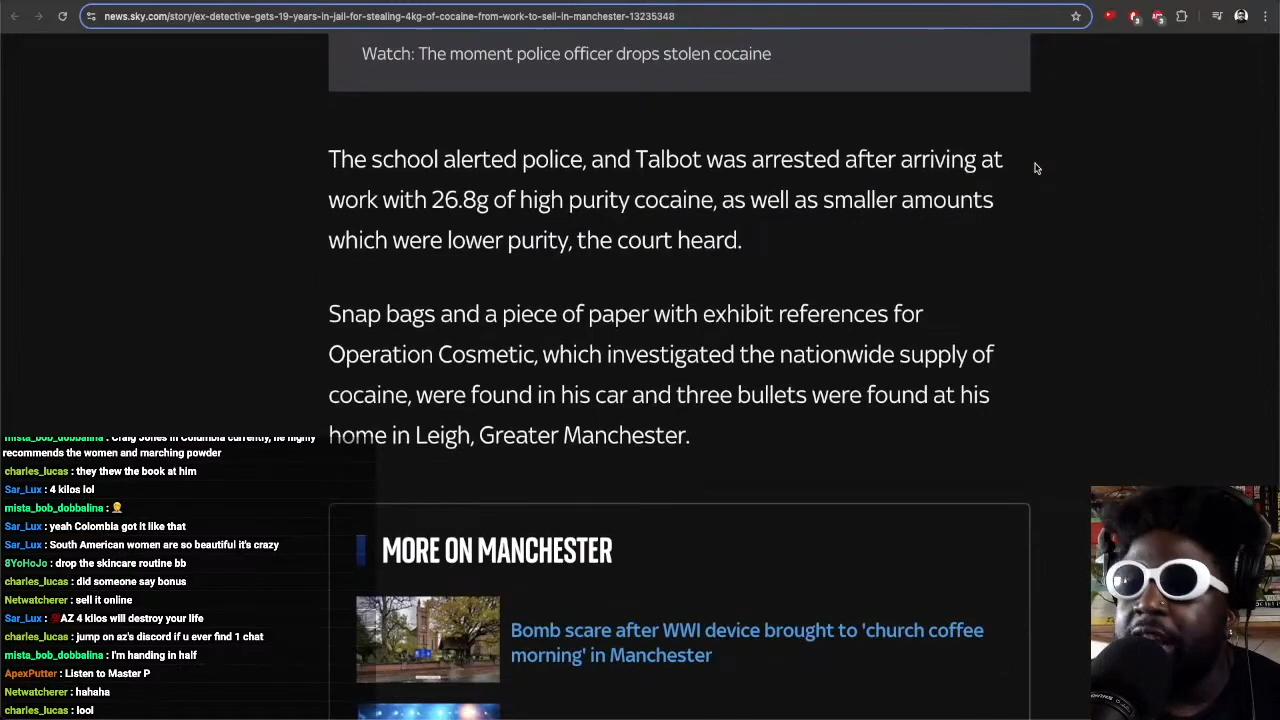 news.sky.com/story/ex-detective-gets-19-years-in-jail-for-stealing-4kg-of-cocaine-from-work-to-sell-in-manchester-13235348
Watch: The moment police officer drops stolen cocaine
The school alerted police, and Talbot was arrested after arriving at
work with 26.8g of high purity cocaine, as well as smaller amounts
which were lower purity, the court heard.
Snap bags and a piece of paper with exhibit references for
Operation Cosmetic, which investigated the nationwide supply of
cocaine, were found in his car and three bullets were found at his
home in Leigh, Greater Manchester.
MORE ON MANCHESTER
Bomb scare after WWI device brought to 'church coffee
morning' in Manchester
mista_bob_dobbalina : Craig Jones in Columbia currently, he highly
recommends the women and marching powder
charles_lucas : they thew the book at him
Sar_Lux : 4 kilos lol
mista_bob_dobbalina :
Sar_Lux : yeah Colombia got it like that
Sar_Lux : South American women are so beautiful it's crazy
8YoHoJo : drop the skincare routine bb
charles_lucas : did someone say bonus
Netwatcherer : sell it online
Sar_Lux : 💯AZ 4 kilos will destroy your life
charles_lucas : jump on az's discord if u ever find 1 chat
mista_bob_dobbalina : I'm handing in half
ApexPutter : Listen to Master P
Netwatcherer : hahaha
charles_lucas : lool